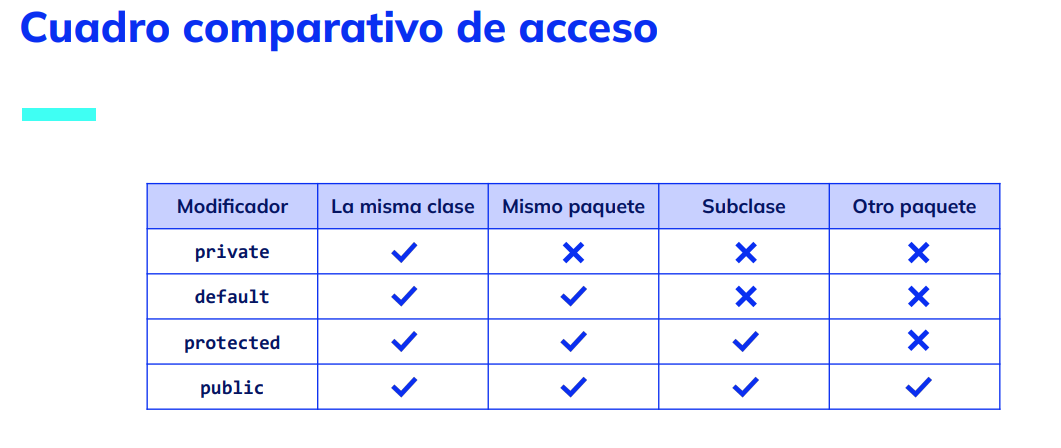 Cuadro comparativo de acceso
Modificador La misma clase Mismo paquete Subclase Otro paquete
private ✓ ✗ ✗ ✗
default ✓ ✓ ✗ ✗
protected ✓ ✓ ✓ ✗
public ✓ ✓ ✓ ✓